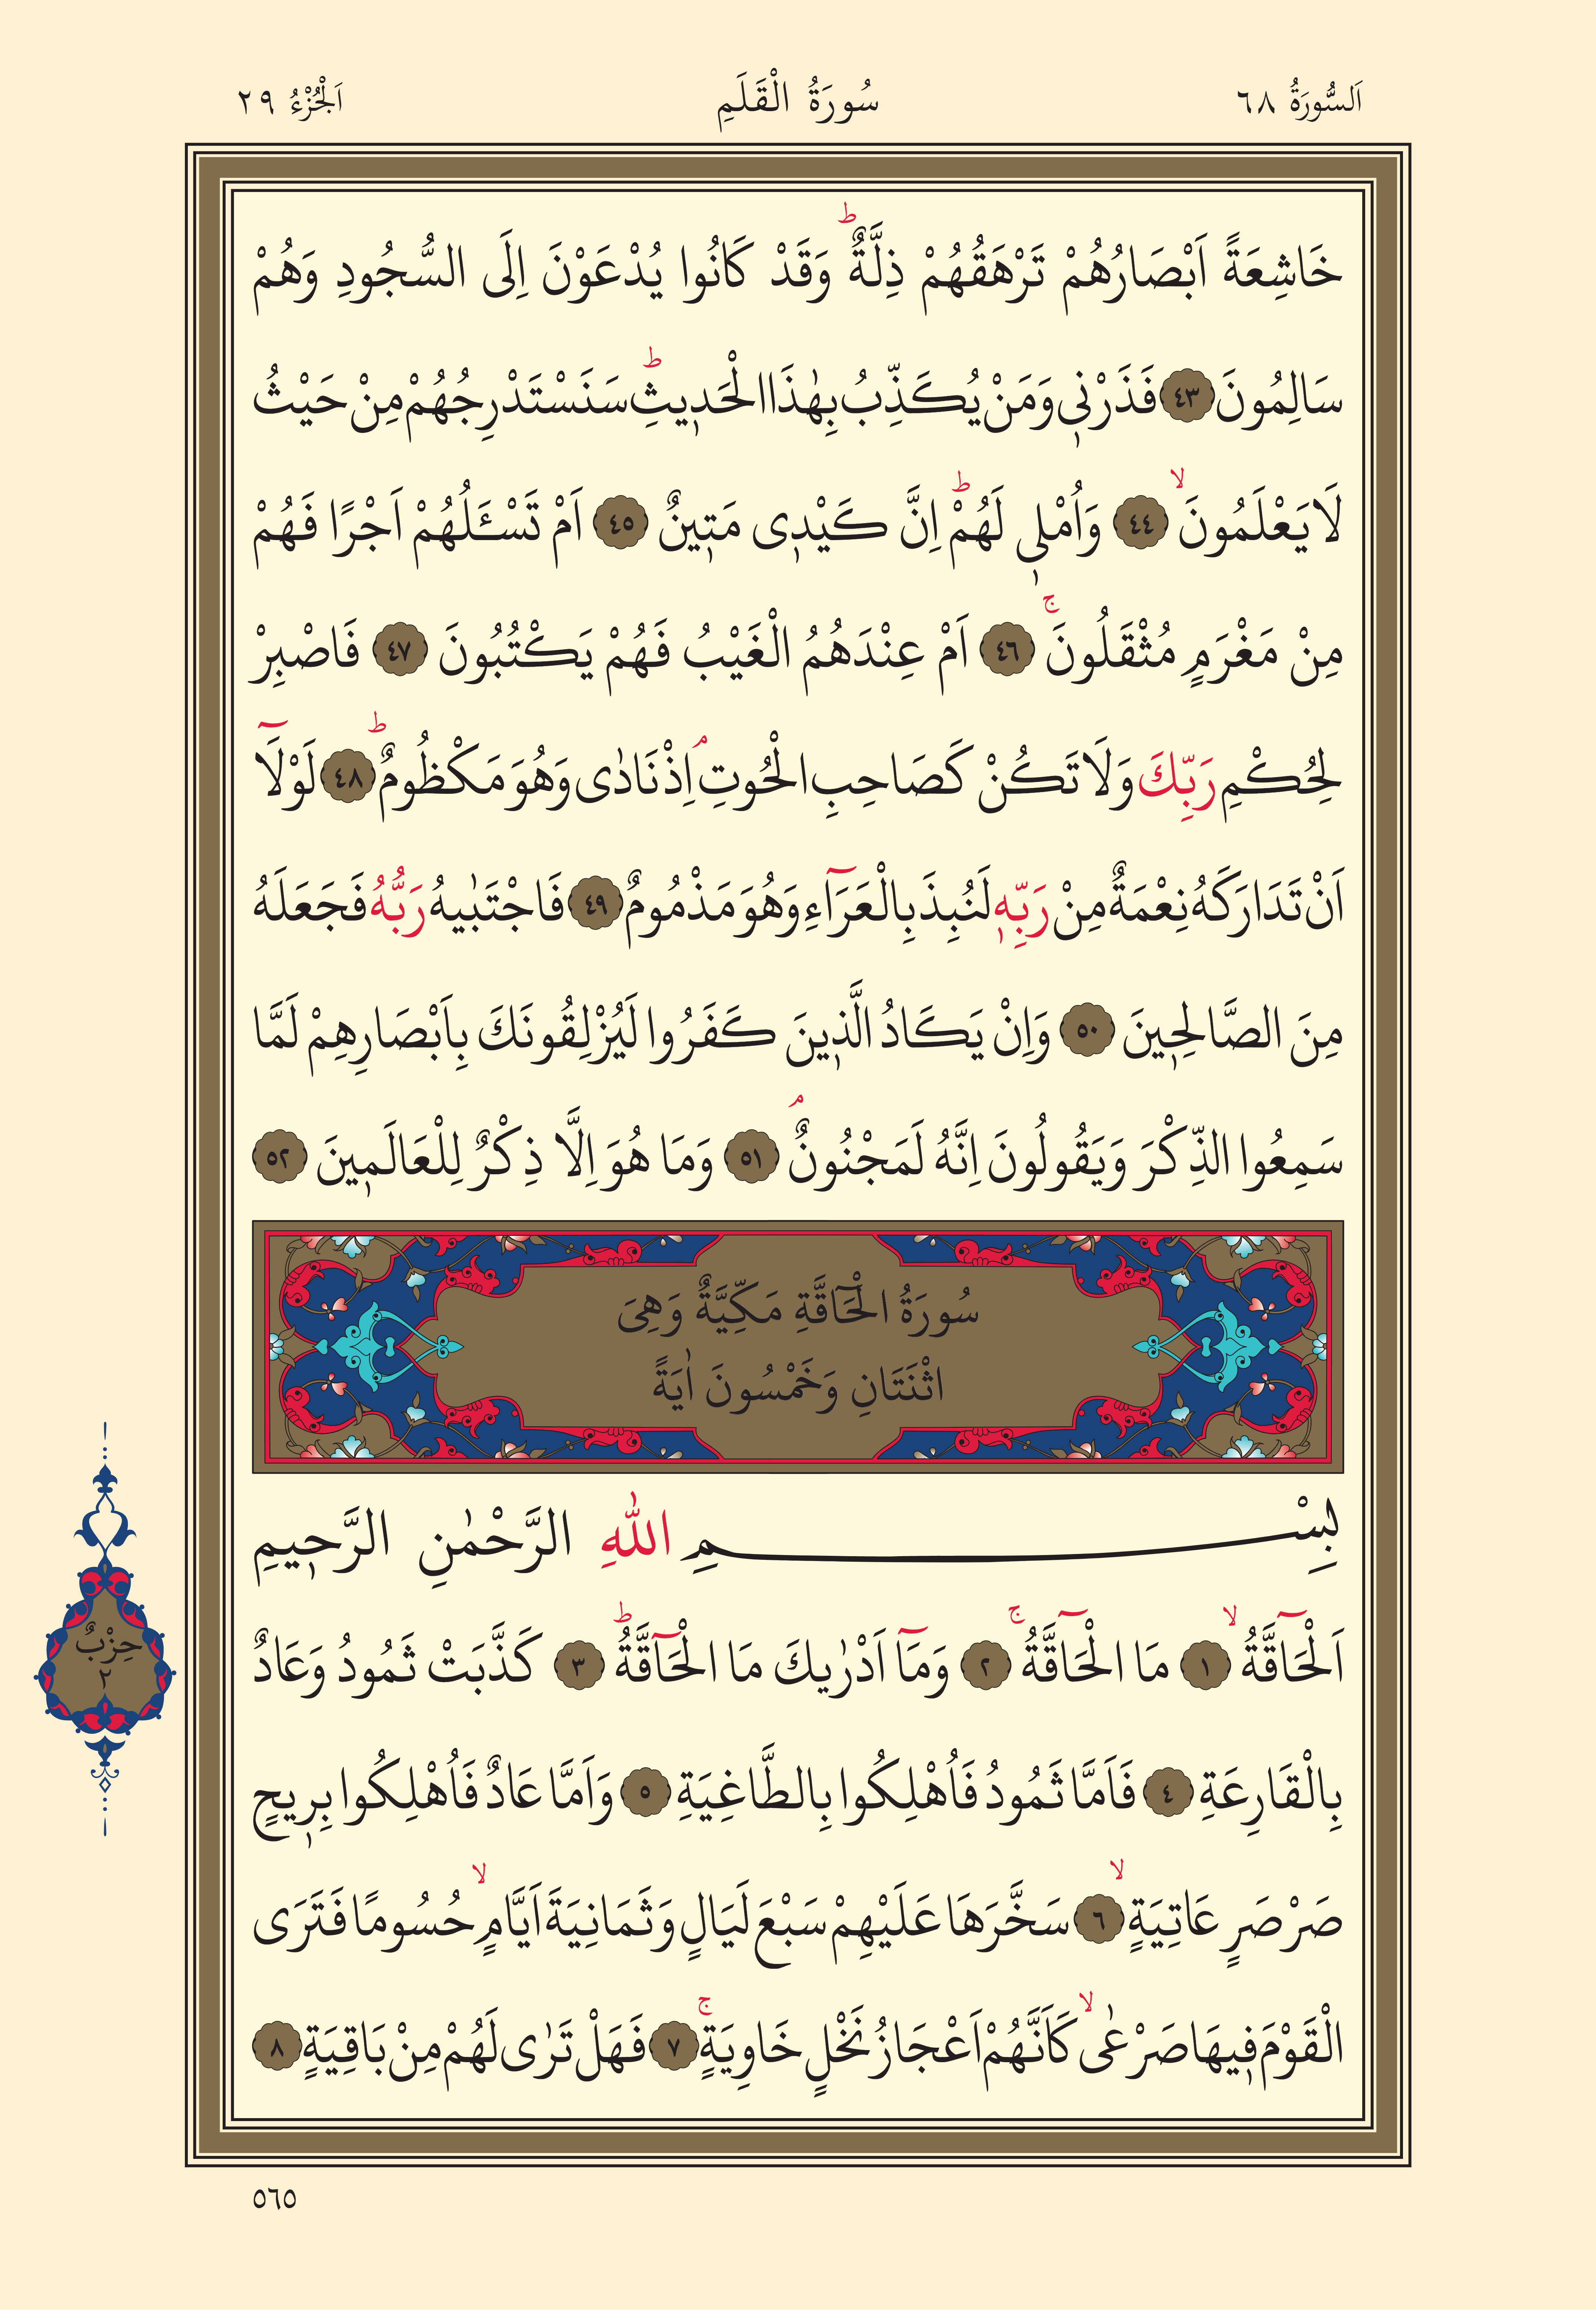 اَلسُّورَةُ ٦٨ سُورَةُ الْقَلَمِ اَلْجُزْءُ ٢٩
خَاشِعَةً اَبْصَارُهُمْ تَرْهَقُهُمْ ذِلَّةٌۜ وَقَدْ كَانُوا يُدْعَوْنَ اِلَى السُّجُودِ وَهُمْ
سَالِمُونَ ﴿٤٣﴾ فَذَرْنٖى وَمَنْ يُكَذِّبُ بِهٰذَا الْحَدٖيثِۜ سَنَسْتَدْرِجُهُمْ مِنْ حَيْثُ
لَا يَعْلَمُونَۙ ﴿٤٤﴾ وَاُمْلٖى لَهُمْۜ اِنَّ كَيْدٖى مَتٖينٌ ﴿٤٥﴾ اَمْ تَسْـَٔلُهُمْ اَجْرًا فَهُمْ
مِنْ مَغْرَمٍ مُثْقَلُونَۚ ﴿٤٦﴾ اَمْ عِنْدَهُمُ الْغَيْبُ فَهُمْ يَكْتُبُونَ ﴿٤٧﴾ فَاصْبِرْ
لِحُكْمِ رَبِّكَ وَلَا تَكُنْ كَصَاحِبِ الْحُوتِۢ اِذْ نَادٰى وَهُوَ مَكْظُومٌۜ ﴿٤٨﴾ لَوْلَٓا
اَنْ تَدَارَكَهُ نِعْمَةٌ مِنْ رَبِّهٖ لَنُبِذَ بِالْعَرَٓاءِ وَهُوَ مَذْمُومٌ ﴿٤٩﴾ فَاجْتَبٰيهُ رَبُّهُ فَجَعَلَهُ
مِنَ الصَّالِحٖينَ ﴿٥٠﴾ وَاِنْ يَكَادُ الَّذٖينَ كَفَرُوا لَيُزْلِقُونَكَ بِاَبْصَارِهِمْ لَمَّا
سَمِعُوا الذِّكْرَ وَيَقُولُونَ اِنَّهُ لَمَجْنُونٌۢ ﴿٥١﴾ وَمَا هُوَ اِلَّا ذِكْرٌ لِلْعَالَمٖينَ ﴿٥٢﴾
سُورَةُ الْحَٓاقَّةِ مَكِّيَّةٌ وَهِىَ
اثْنَتَانِ وَخَمْسُونَ اٰيَةً
بِسْمِ اللّٰهِ الرَّحْمٰنِ الرَّحٖيمِ
اَلْحَٓاقَّةُۙ ﴿١﴾ مَا الْحَٓاقَّةُۚ ﴿٢﴾ وَمَٓا اَدْرٰيكَ مَا الْحَٓاقَّةُۜ ﴿٣﴾ كَذَّبَتْ ثَمُودُ وَعَادٌ
بِالْقَارِعَةِ ﴿٤﴾ فَاَمَّا ثَمُودُ فَاُهْلِكُوا بِالطَّاغِيَةِ ﴿٥﴾ وَاَمَّا عَادٌ فَاُهْلِكُوا بِرٖيحٍ
صَرْصَرٍ عَاتِيَةٍۙ ﴿٦﴾ سَخَّرَهَا عَلَيْهِمْ سَبْعَ لَيَالٍ وَثَمَانِيَةَ اَيَّامٍۙ حُسُومًا فَتَرَى
الْقَوْمَ فٖيهَا صَرْعٰىۙ كَاَنَّهُمْ اَعْجَازُ نَخْلٍ خَاوِيَةٍۚ ﴿٧﴾ فَهَلْ تَرٰى لَهُمْ مِنْ بَاقِيَةٍ ﴿٨﴾
حِزْبٌ
٢
٥٦٥